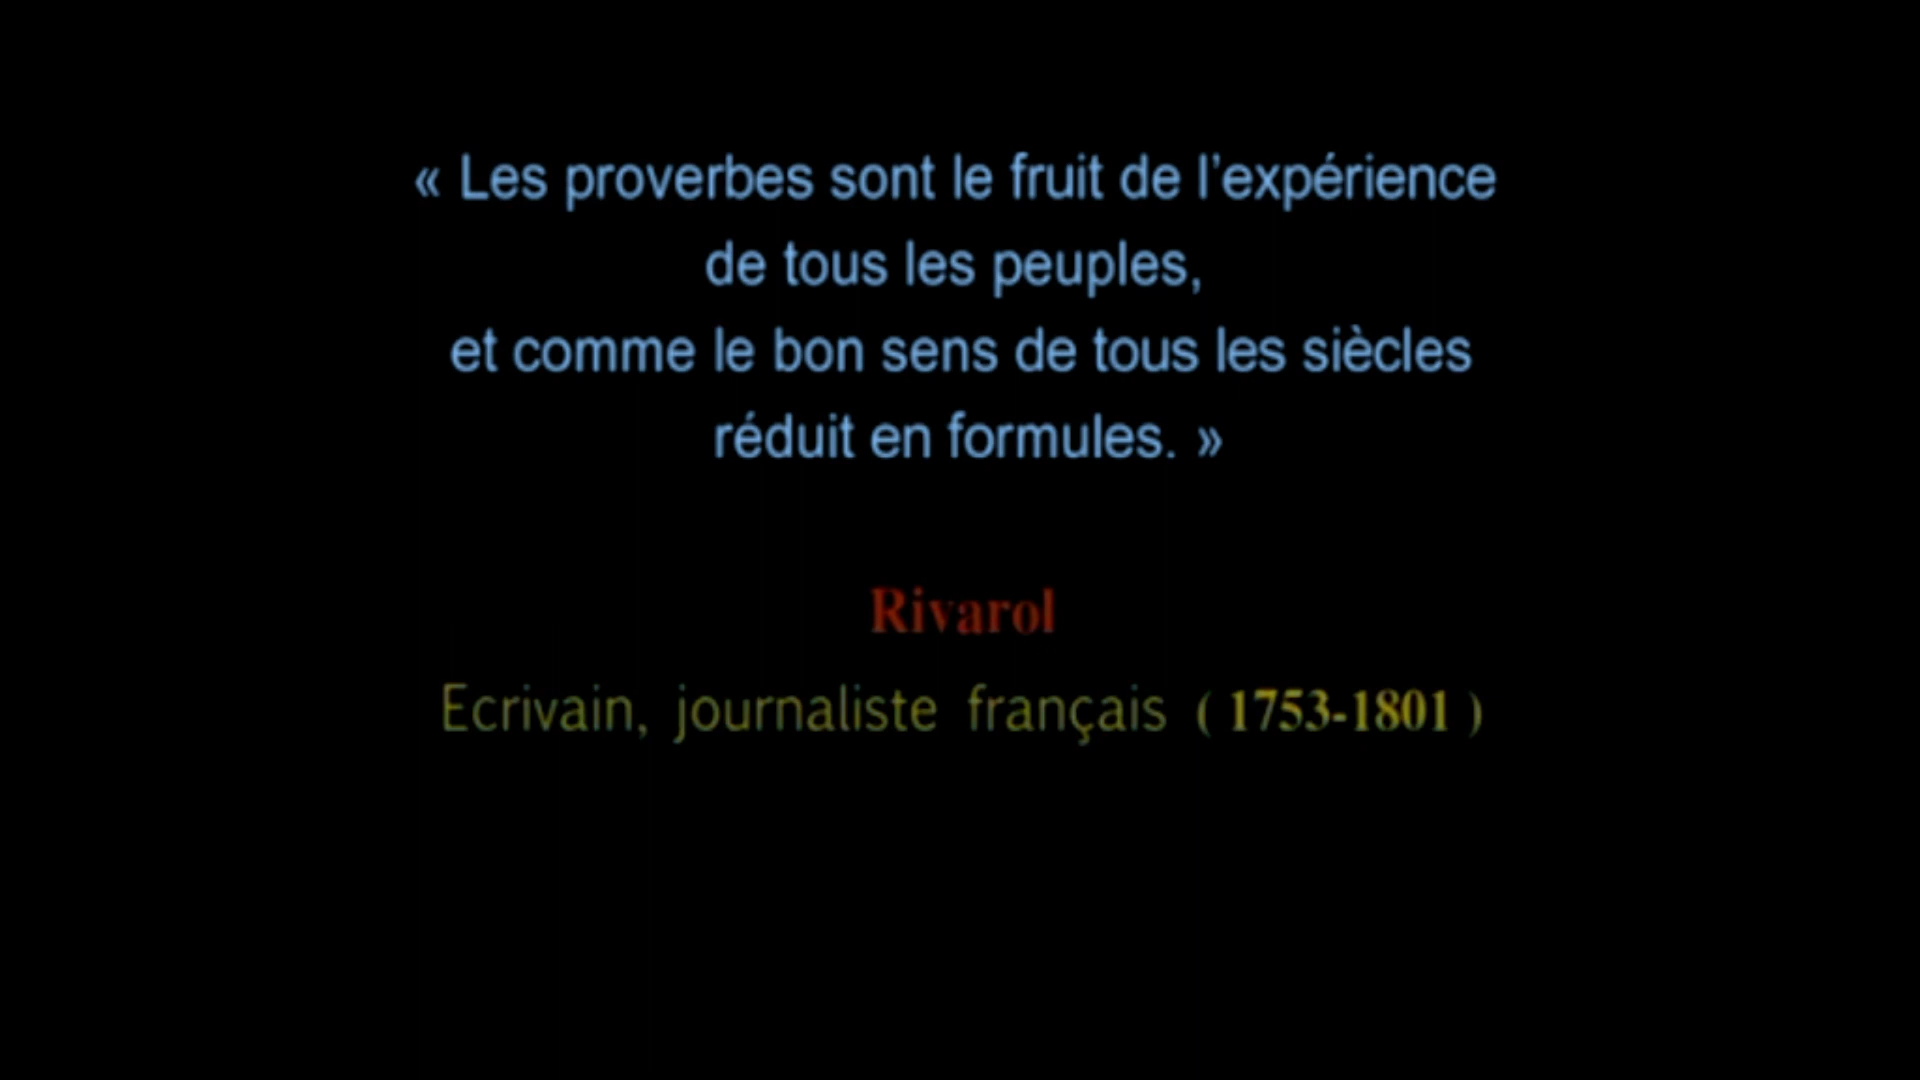 « Les proverbes sont le fruit de l’expérience
de tous les peuples,
et comme le bon sens de tous les siècles
réduit en formules. »
Rivarol
Ecrivain, journaliste français ( 1753-1801 )